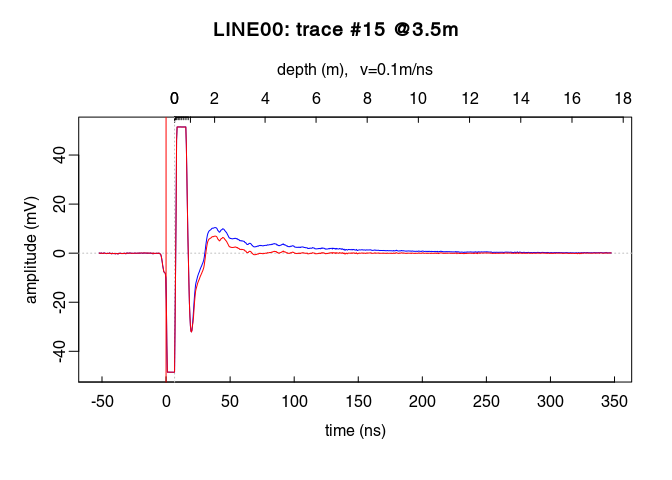 LINE00: trace #15 @3.5m
depth (m),  v=0.1m/ns
0 2 4 6 8 10 12 14 16 18
amplitude (mV)
40
20
0
-20
-40
-50 0 50 100 150 200 250 300 350
time (ns)